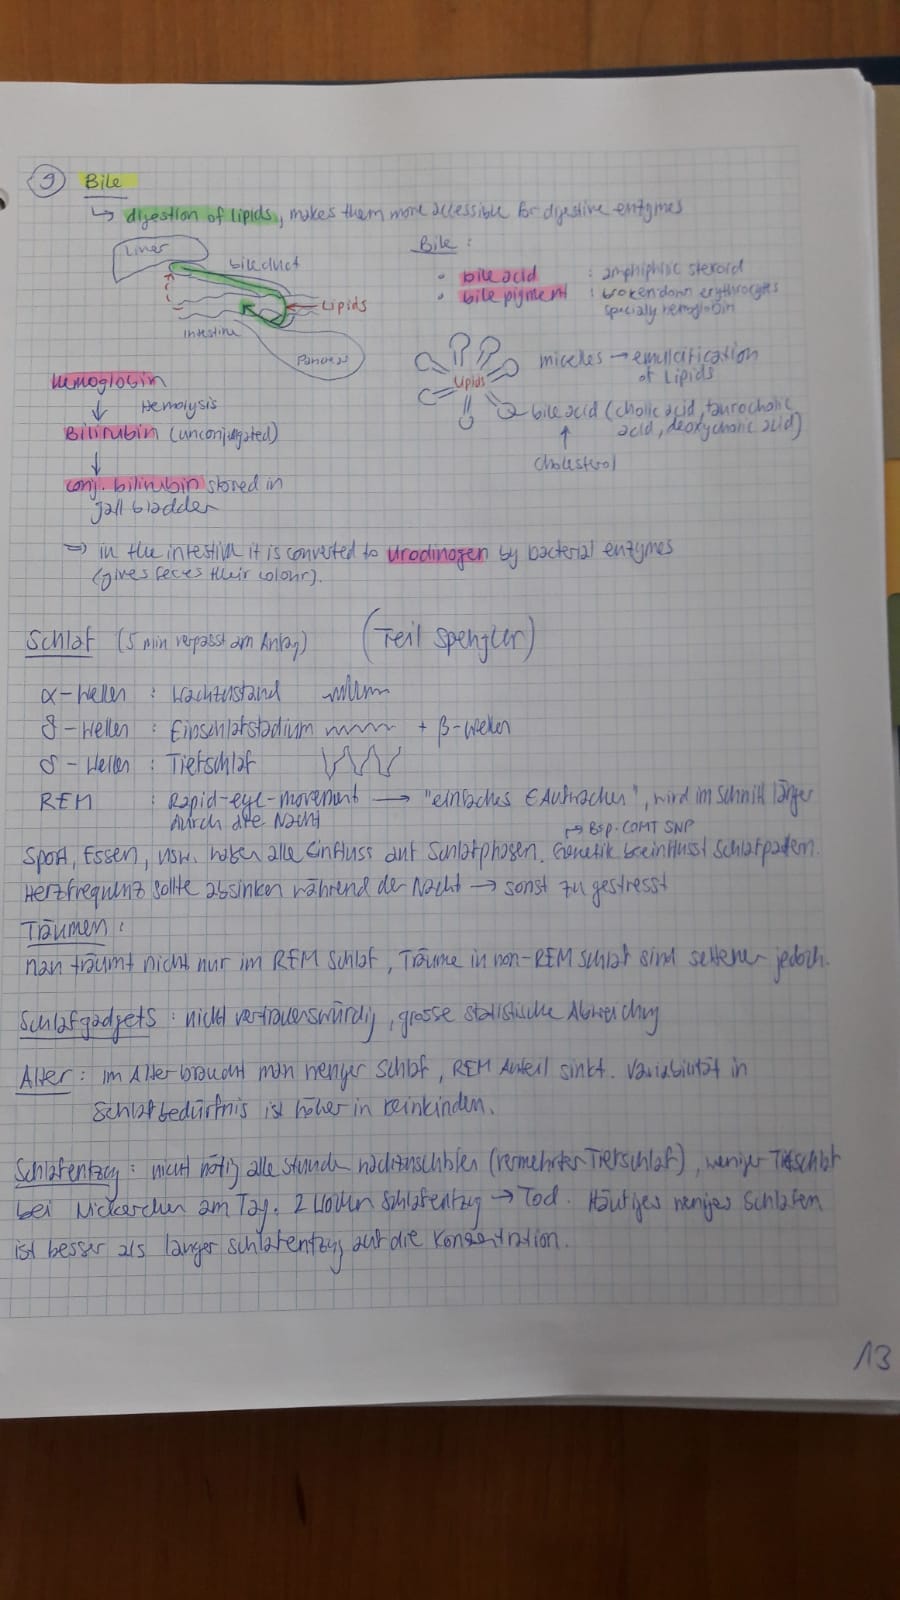 9 Bile
↳ digestion of lipids, makes them more accessible for digestive enzymes
Liver
bile duct
Lipids
intestine
Pancreas
Bile :
• bile acid : amphiphilic steroid
• bile pigment : broken down erythrocytes
specialy hemoglobin
Lipids
micelles → emulcification
of Lipids
bile acid (cholic acid, taurocholic
acid, deoxycholic acid)
↑
Cholesterol
hemoglobin
↓ Hemolysis
Bilirubin (unconjugated)
↓
conj. bilirubin stored in
gall bladder
⇒ in the intestine it is converted to Urodinogen by bacterial enzymes
(gives feces their colour).
Schlaf (5 min verpasst am Anfang) (Teil Spengler)
α-Wellen : Wachzustand
-Wellen : Einschlafstadium + β-Wellen
δ-Wellen : Tiefschlaf
REM : Rapid-eye-movement → "einfaches Aufwachen", wird im Schnitt länger
durch die Nacht
→ Bsp. COMT SNP
Sport, Essen, usw. haben alle Einfluss auf Schlafphasen. Genetik beeinflusst Schlafpattern.
Herzfrequenz sollte absinken während der Nacht → sonst zu gestresst
Träumen :
Man träumt nicht nur im REM Schlaf, Träume in non-REM Schlaf sind seltener jedoch.
Schlafgadgets : nicht vertrauenswürdig, grosse statistische Abweichung
Alter : im Alter braucht man weniger Schlaf, REM Anteil sinkt. Variabilität in
Schlafbedürfnis ist höher in Kleinkinden.
Schlafentzug : nicht nötig alle Stunden nachzuschlafen (vermehrter Tiefschlaf), weniger Tiefschlaf
bei Nickerchen am Tag. 2 Wochen Schlafentzug → Tod. Häufiges weniges Schlafen
ist besser als langer Schlafentzug auf die Konzentration.
13